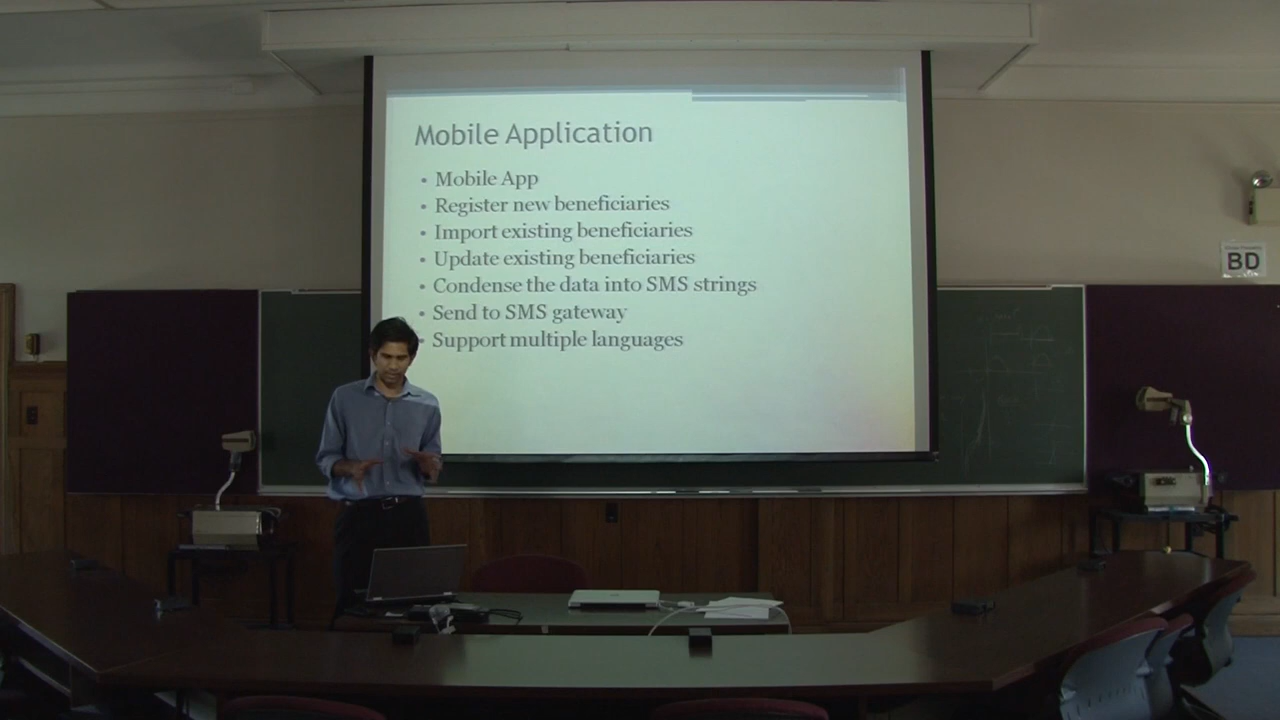 Mobile Application
• Mobile App
• Register new beneficiaries
• Import existing beneficiaries
• Update existing beneficiaries
• Condense the data into SMS strings
• Send to SMS gateway
• Support multiple languages
BD